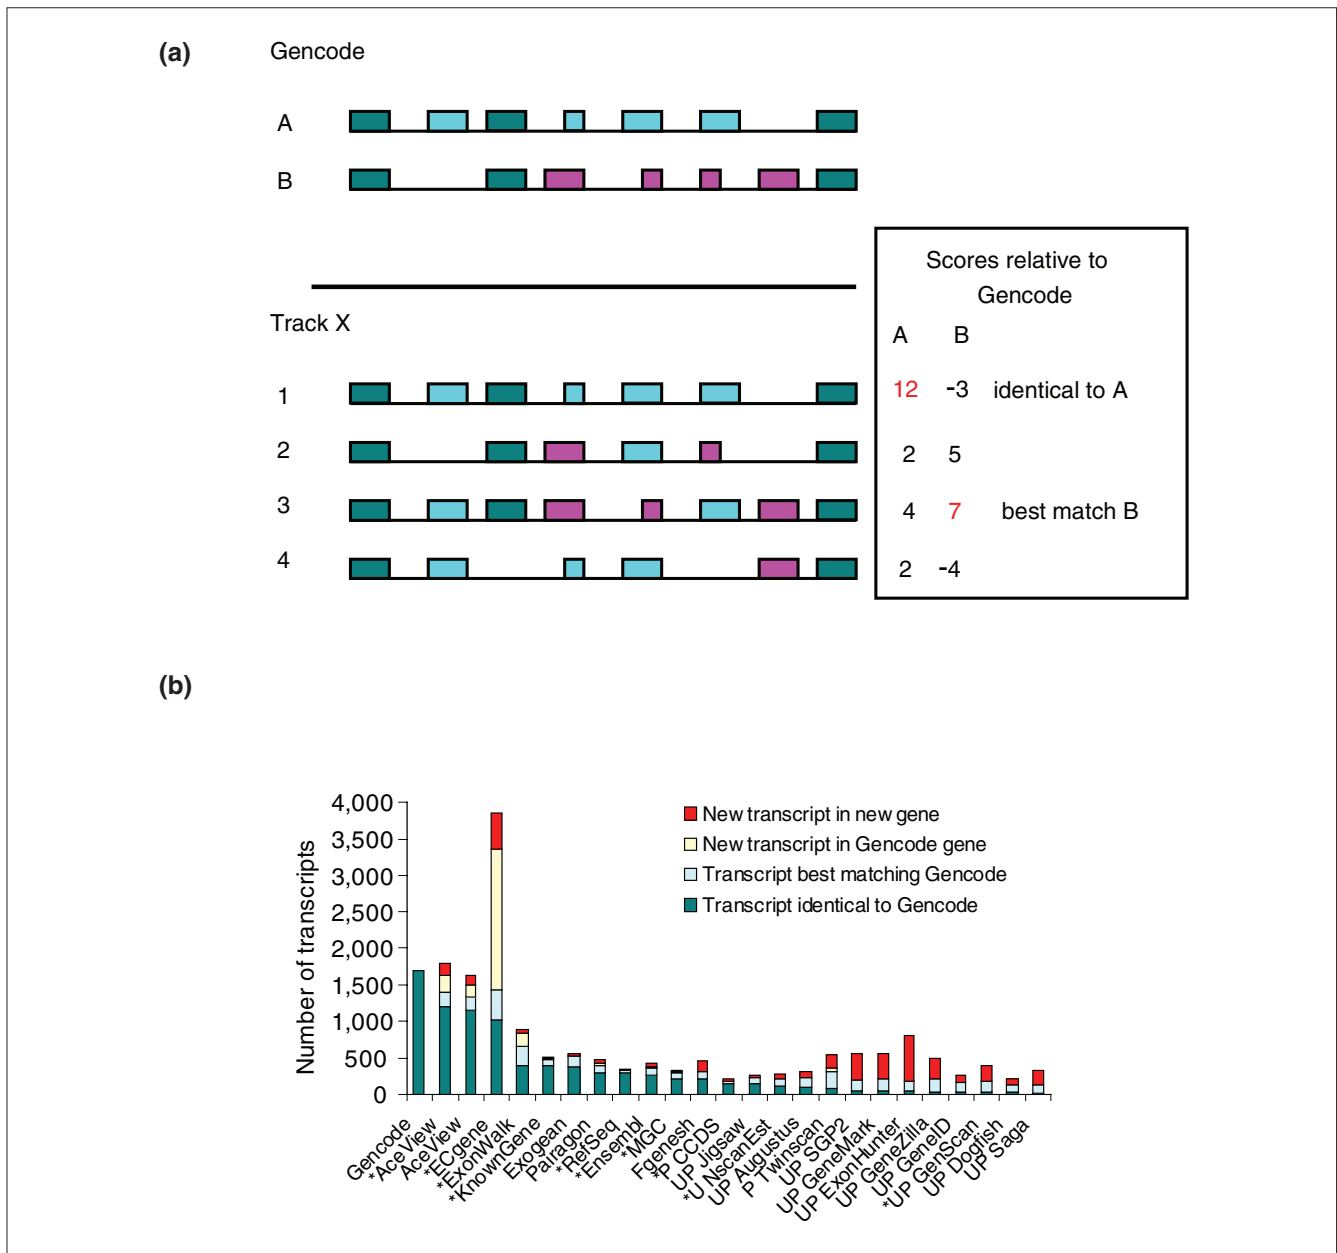 (a) Gencode
A
B
Scores relative to
Gencode
A B
Track X
1
12 -3 identical to A
2
2 5
3
4 7 best match B
4
2 -4
(b)
Number of transcripts
4,000
3,500
3,000
2,500
2,000
1,500
1,000
500
0
New transcript in new gene
New transcript in Gencode gene
Transcript best matching Gencode
Transcript identical to Gencode
Gencode
*AceView
AceView
*ECgene
*ExonWalk
*KnownGene
Exogean
Pairagon
*RefSeq
*Ensembl
*MGC
Fgenesh
*P CCDS
UP Jigsaw
*U NscanEst
UP Augustus
P Twinscan
UP SGP2
UP GeneMark
UP ExonHunter
UP GeneZilla
UP GeneID
*UP GenScan
UP Dogfish
UP Saga